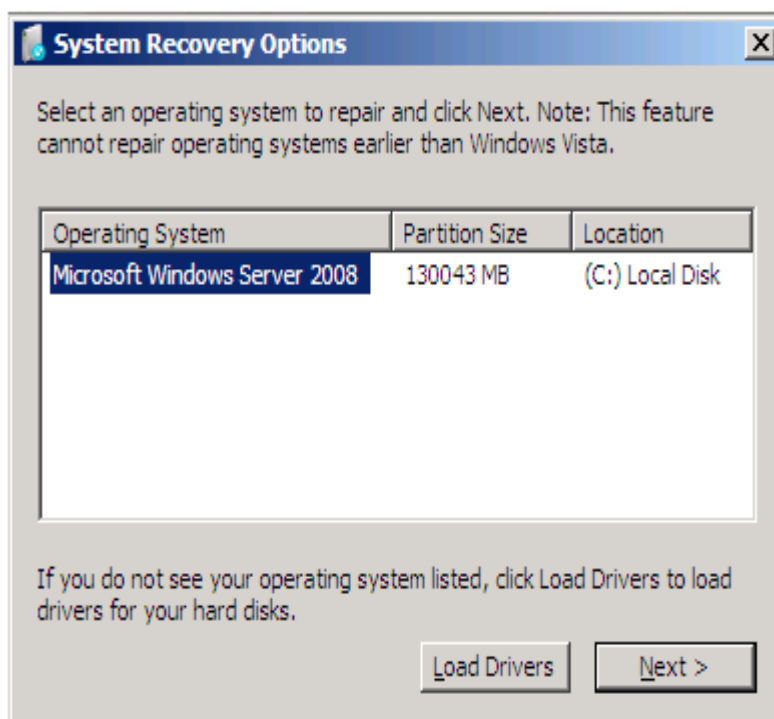 System Recovery Options
Select an operating system to repair and click Next. Note: This feature
cannot repair operating systems earlier than Windows Vista.
Operating System Partition Size Location
Microsoft Windows Server 2008 130043 MB (C:) Local Disk
If you do not see your operating system listed, click Load Drivers to load
drivers for your hard disks.
Load Drivers Next >